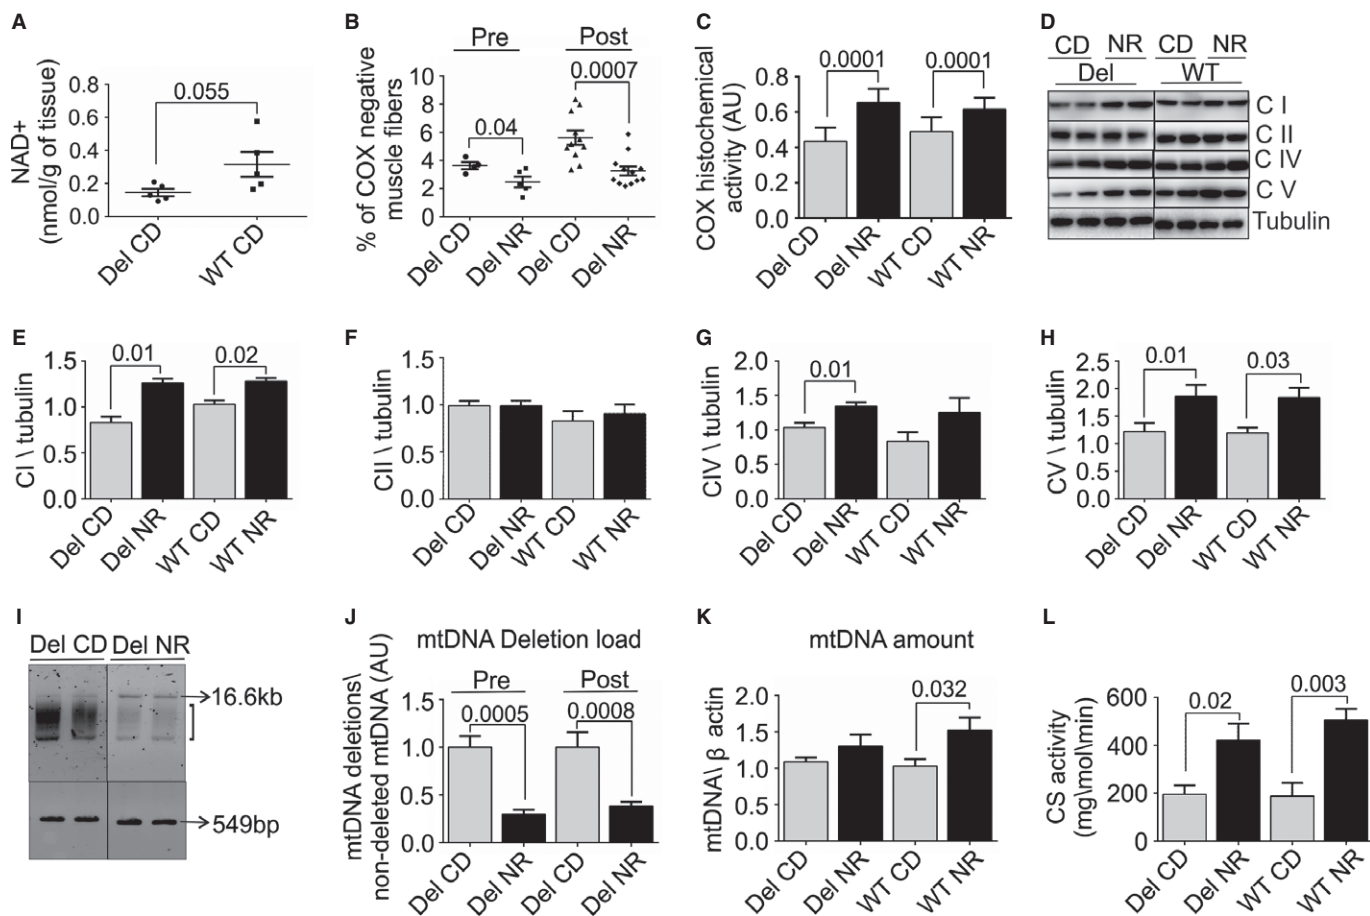 A
NAD+
(nmol/g of tissue)
0.8
0.6
0.4
0.2
0.0
0.055
Del CD
WT CD
B
Pre
Post
% of COX negative
muscle fibers
10
8
6
4
2
0
0.04
0.0007
Del CD
Del NR
Del CD
Del NR
C
COX histochemical
activity (AU)
0.8
0.6
0.4
0.2
0.0
0.0001
0.0001
Del CD
Del NR
WT CD
WT NR
D
CD NR CD NR
Del WT
C I
C II
C IV
C V
Tubulin
E
CI \ tubulin
1.5
1.0
0.5
0.0
0.01
0.02
Del CD
Del NR
WT CD
WT NR
F
CII \ tubulin
1.5
1.0
0.5
0.0
Del CD
Del NR
WT CD
WT NR
G
CIV \ tubulin
2.0
1.5
1.0
0.5
0.0
0.01
Del CD
Del NR
WT CD
WT NR
H
CV \ tubulin
2.5
2.0
1.5
1.0
0.5
0.0
0.01
0.03
Del CD
Del NR
WT CD
WT NR
I
Del CD Del NR
16.6kb
549bp
J
mtDNA Deletion load
mtDNA deletions\
non-deleted mtDNA (AU)
Pre
Post
1.5
1.0
0.5
0.0
0.0005
0.0008
Del CD
Del NR
Del CD
Del NR
K
mtDNA amount
mtDNA\ β actin
2.0
1.5
1.0
0.5
0.0
0.032
Del CD
Del NR
WT CD
WT NR
L
CS activity
(mg\mol\min)
600
400
200
0
0.02
0.003
Del CD
Del NR
WT CD
WT NR